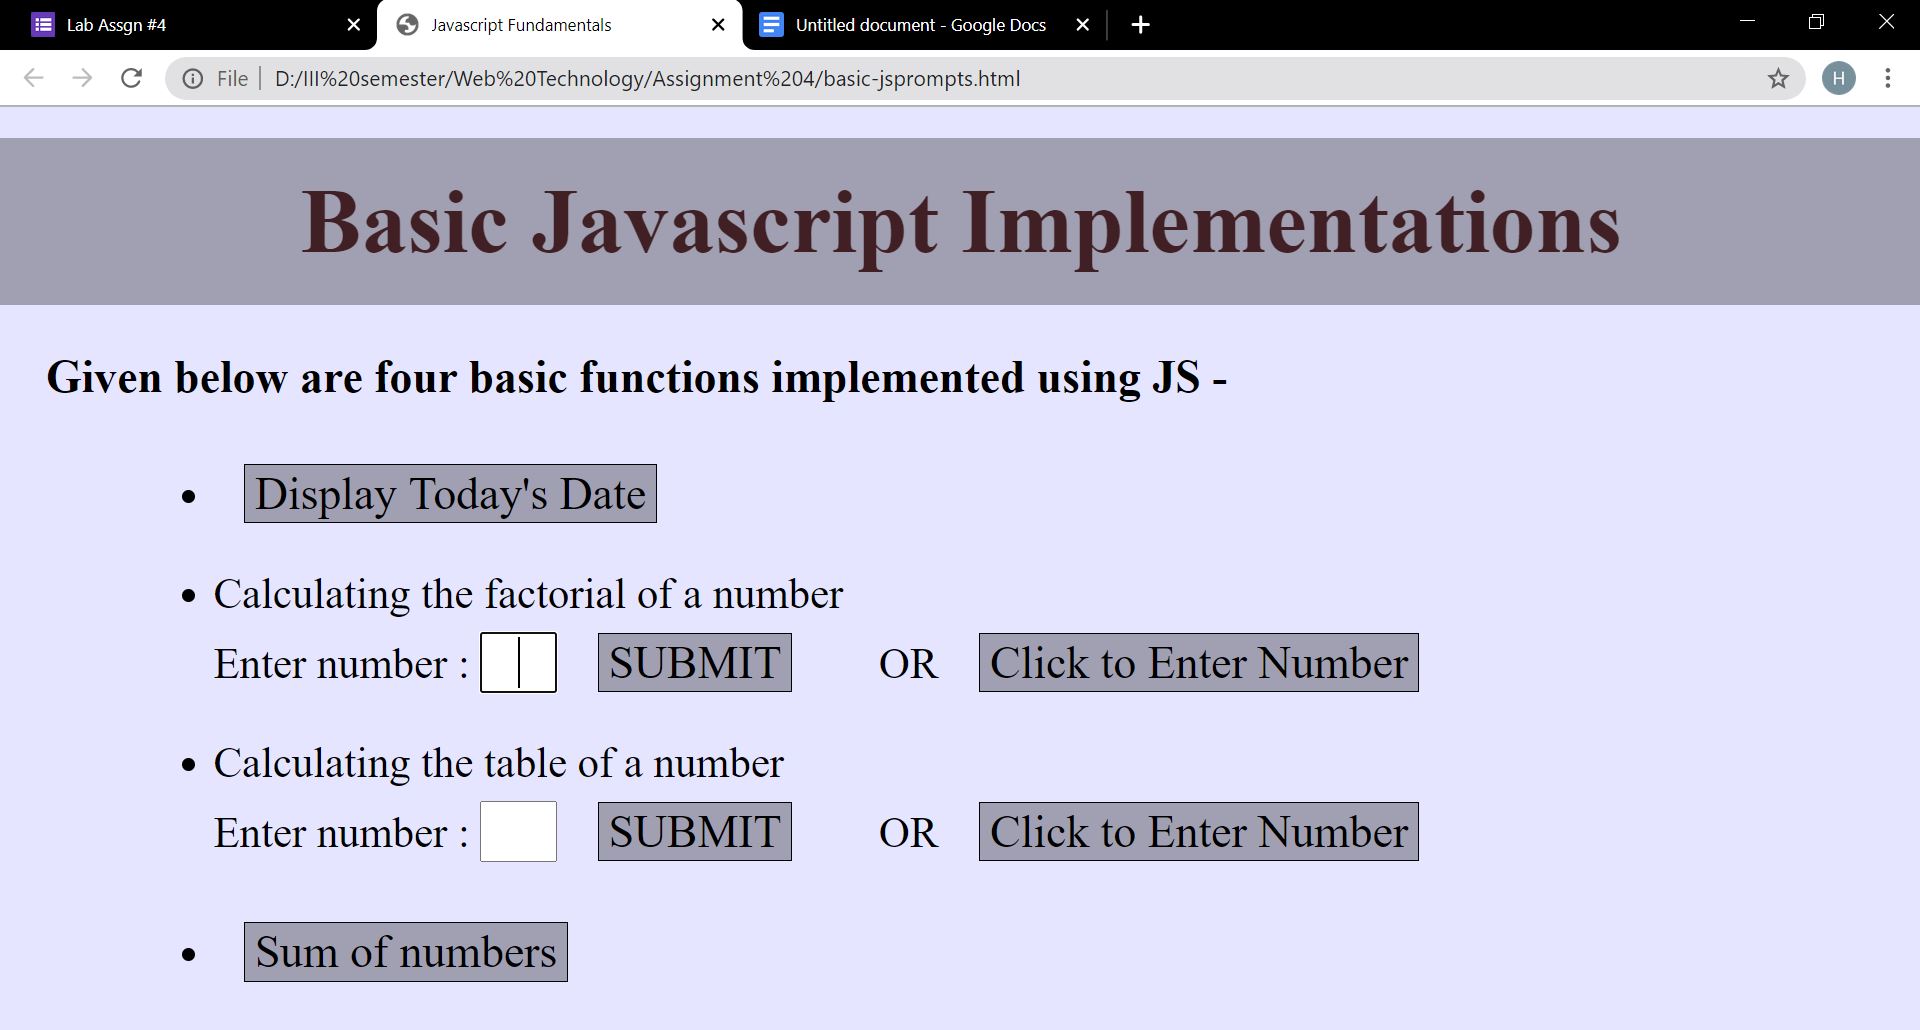 Lab Assgn #4
Javascript Fundamentals
Untitled document - Google Docs
File
D:/III%20semester/Web%20Technology/Assignment%204/basic-jsprompts.html
H
Basic Javascript Implementations
Given below are four basic functions implemented using JS -
Display Today's Date
Calculating the factorial of a number
Enter number : SUBMIT OR Click to Enter Number
Calculating the table of a number
Enter number : SUBMIT OR Click to Enter Number
Sum of numbers